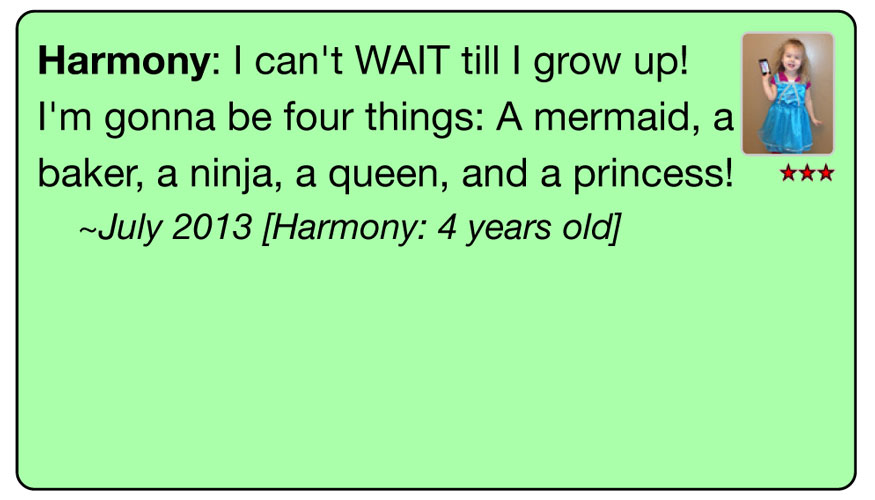 Harmony: I can't WAIT till I grow up!
I'm gonna be four things: A mermaid, a
baker, a ninja, a queen, and a princess!
~July 2013 [Harmony: 4 years old]